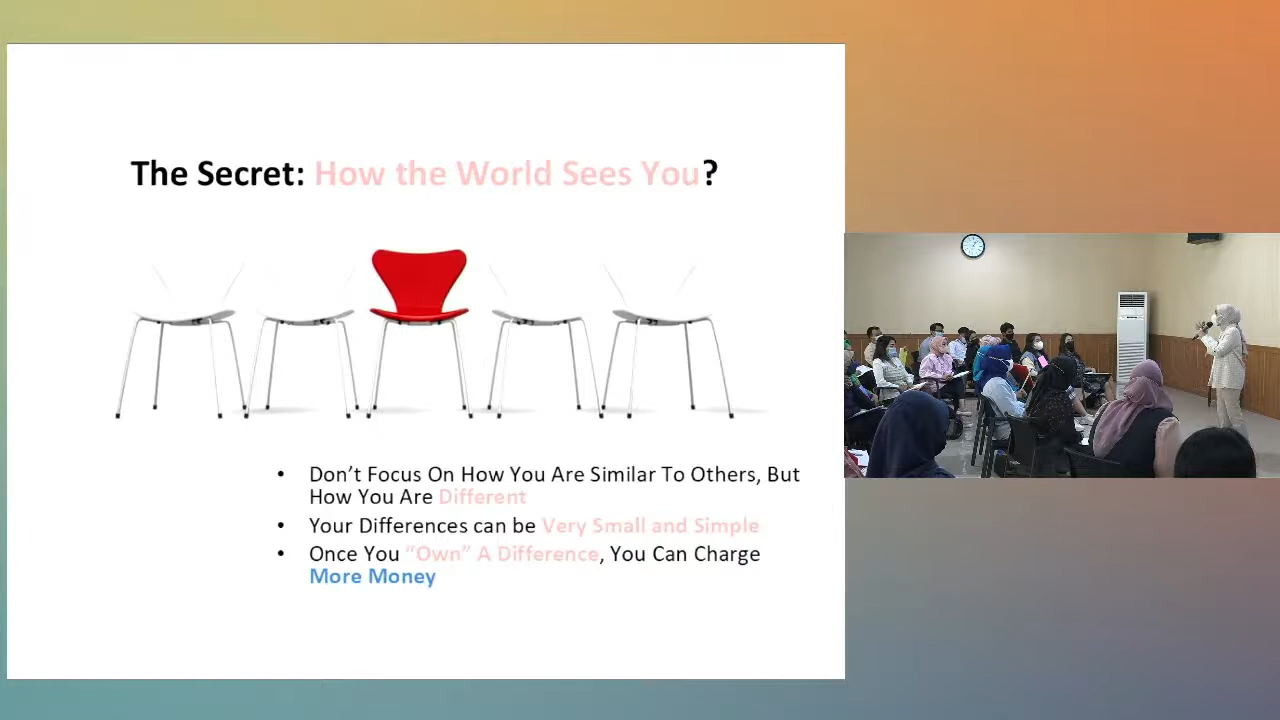 The Secret: How the World Sees You?
• Don’t Focus On How You Are Similar To Others, But
How You Are Different
• Your Differences can be Very Small and Simple
• Once You “Own” A Difference, You Can Charge
More Money